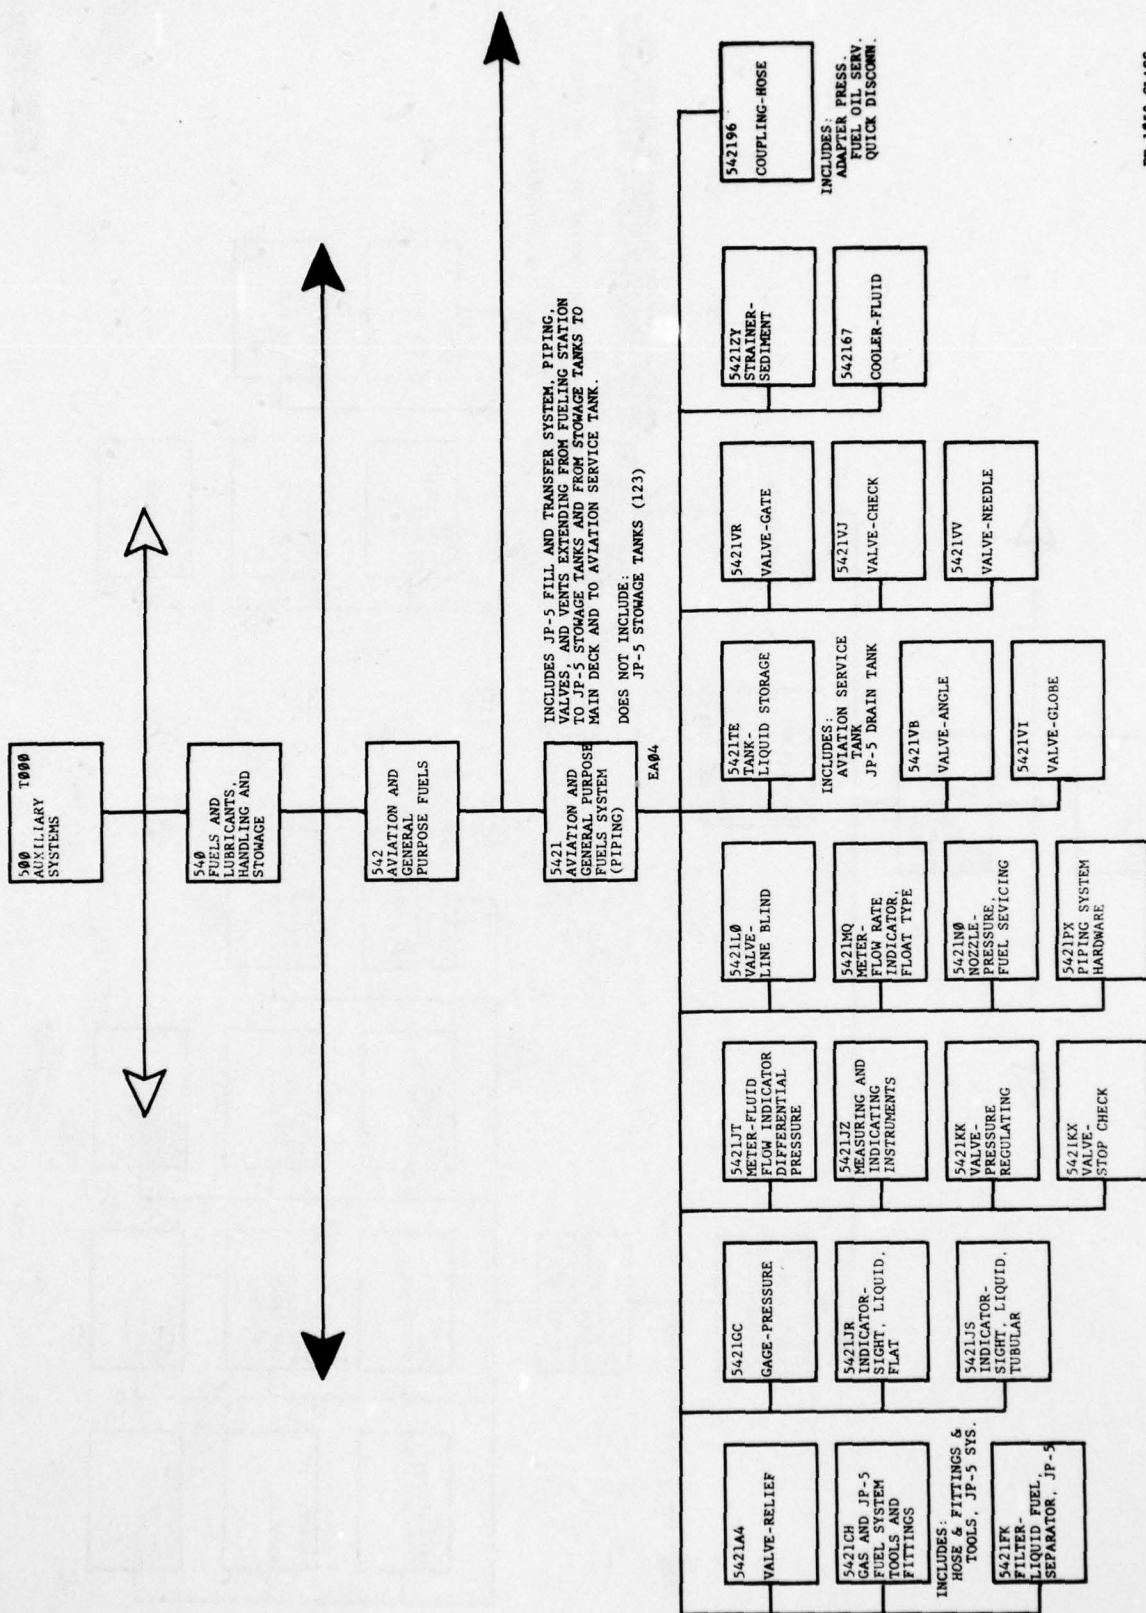 500 T000
AUXILIARY
SYSTEMS
540
FUELS AND
LUBRICANTS,
HANDLING AND
STOWAGE
542
AVIATION AND
GENERAL
PURPOSE FUELS
5421
AVIATION AND
GENERAL PURPOSE
FUELS SYSTEM
(PIPING)
EA04
INCLUDES JP-5 FILL AND TRANSFER SYSTEM, PIPING,
VALVES, AND VENTS EXTENDING FROM FUELING STATION
TO JP-5 STOWAGE TANKS AND FROM STOWAGE TANKS TO
MAIN DECK AND TO AVIATION SERVICE TANK.
DOES NOT INCLUDE:
JP-5 STOWAGE TANKS (123)
5421A4
VALVE-RELIEF
5421CH
GAS AND JP-5
FUEL SYSTEM
TOOLS AND
FITTINGS
INCLUDES:
HOSE & FITTINGS &
TOOLS, JP-5 SYS.
5421FK
FILTER-
LIQUID FUEL,
SEPARATOR, JP-5
5421GC
GAGE-PRESSURE
5421JR
INDICATOR-
SIGHT, LIQUID,
FLAT
5421JS
INDICATOR-
SIGHT, LIQUID,
TUBULAR
5421JT
METER-FLUID
FLOW INDICATOR
DIFFERENTIAL
PRESSURE
5421JZ
MEASURING AND
INDICATING
INSTRUMENTS
5421KK
VALVE-
PRESSURE
REGULATING
5421KX
VALVE-
STOP CHECK
5421LØ
VALVE-
LINE BLIND
5421MQ
METER-
FLOW RATE
INDICATOR,
FLOAT TYPE
5421NØ
NOZZLE-
PRESSURE,
FUEL SEVICING
5421PX
PIPING SYSTEM
HARDWARE
5421TE
TANK-
LIQUID STORAGE
INCLUDES:
AVIATION SERVICE
TANK
JP-5 DRAIN TANK
5421VB
VALVE-ANGLE
5421VI
VALVE-GLOBE
5421VR
VALVE-GATE
5421VJ
VALVE-CHECK
5421VV
VALVE-NEEDLE
5421ZY
STRAINER-
SEDIMENT
542167
COOLER-FLUID
542196
COUPLING-HOSE
INCLUDES:
ADAPTER PRESS.
FUEL OIL SERV.
QUICK DISCONN.